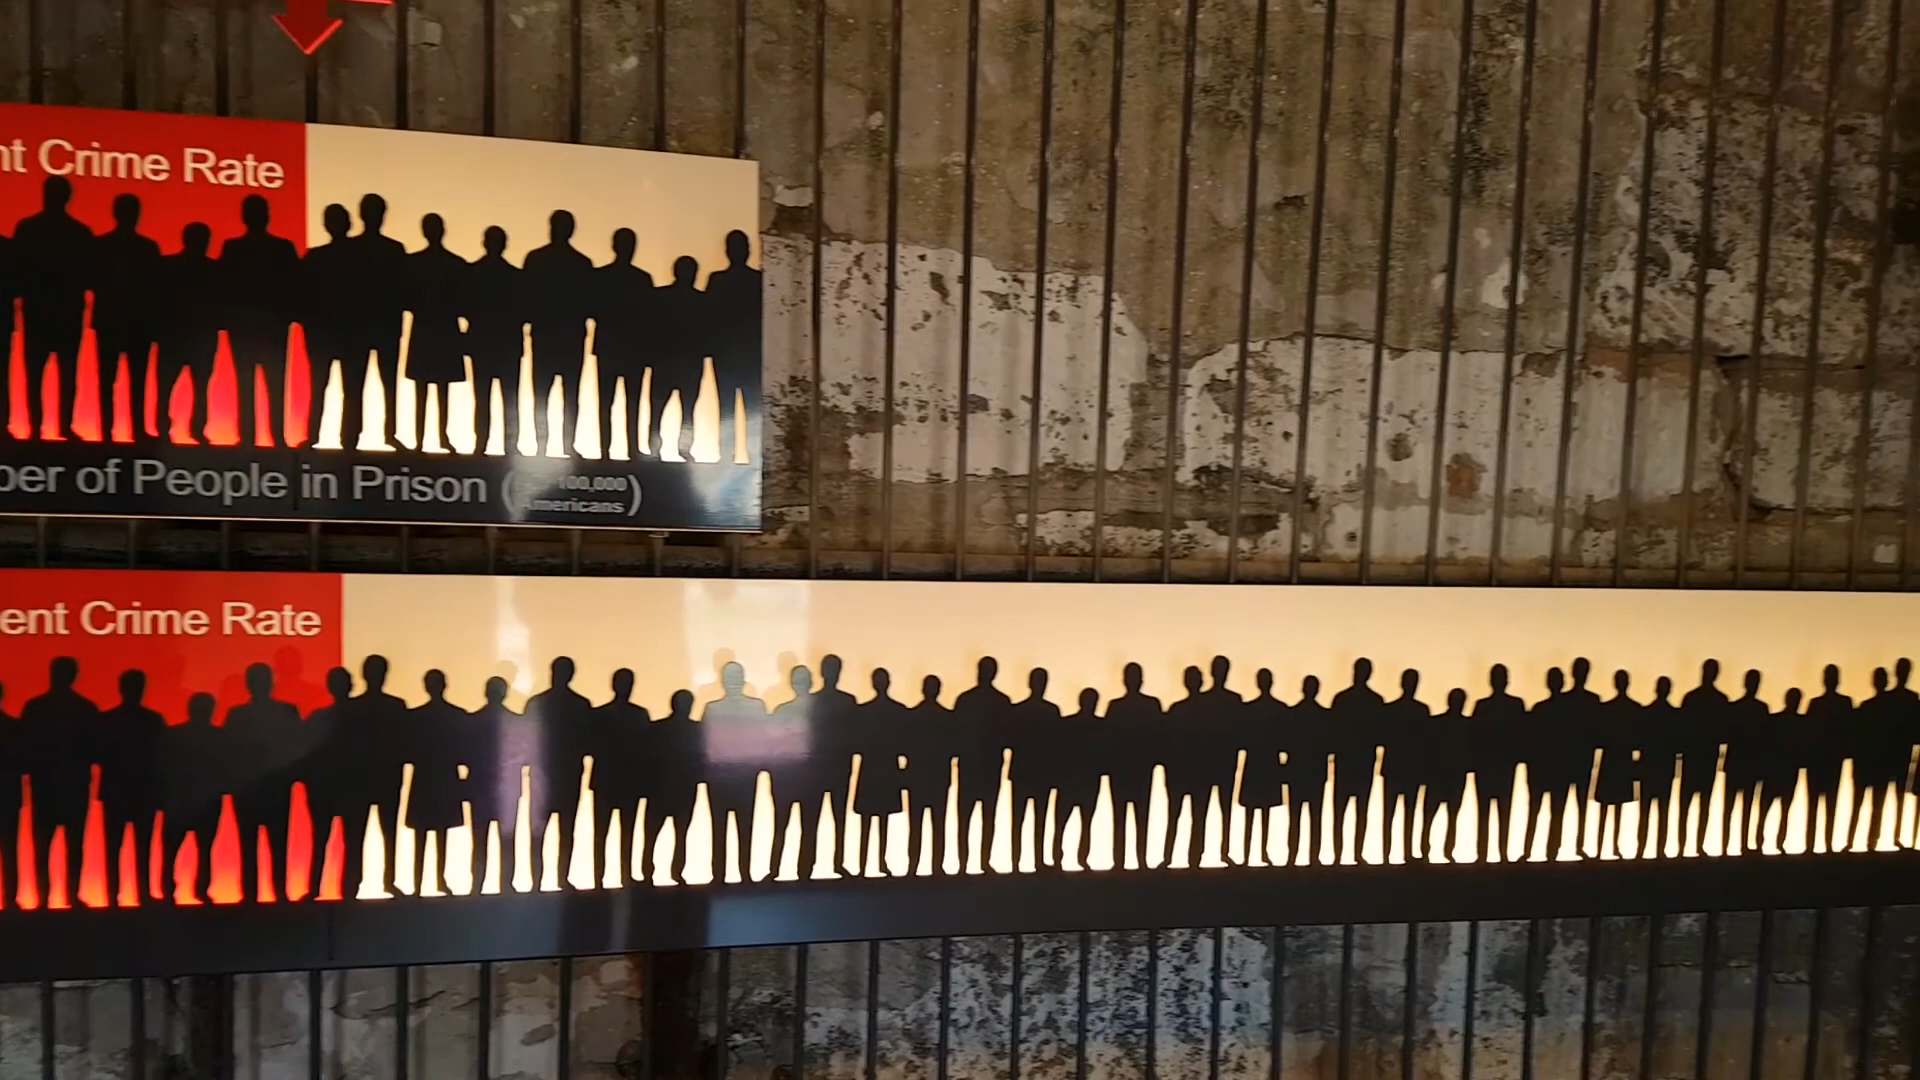 nt Crime Rate
ber of People in Prison (
100,000
Americans)
ent Crime Rate